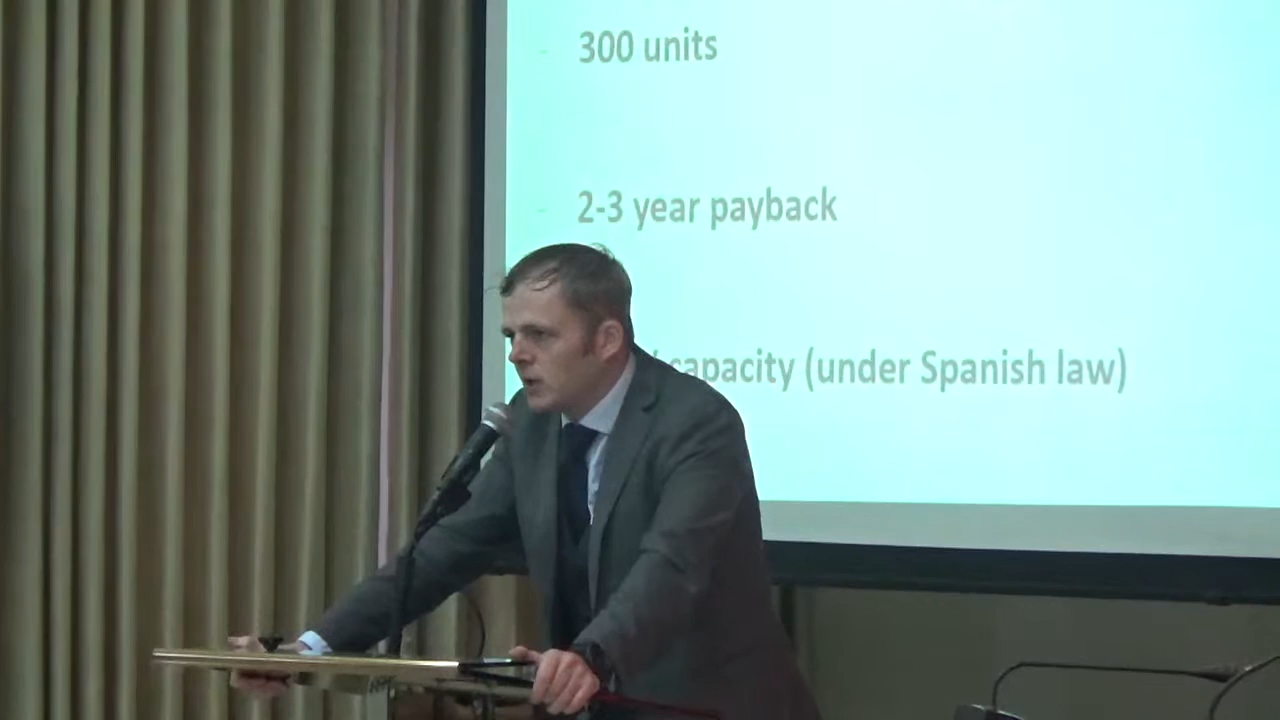 - 300 units
- 2-3 year payback
capacity (under Spanish law)